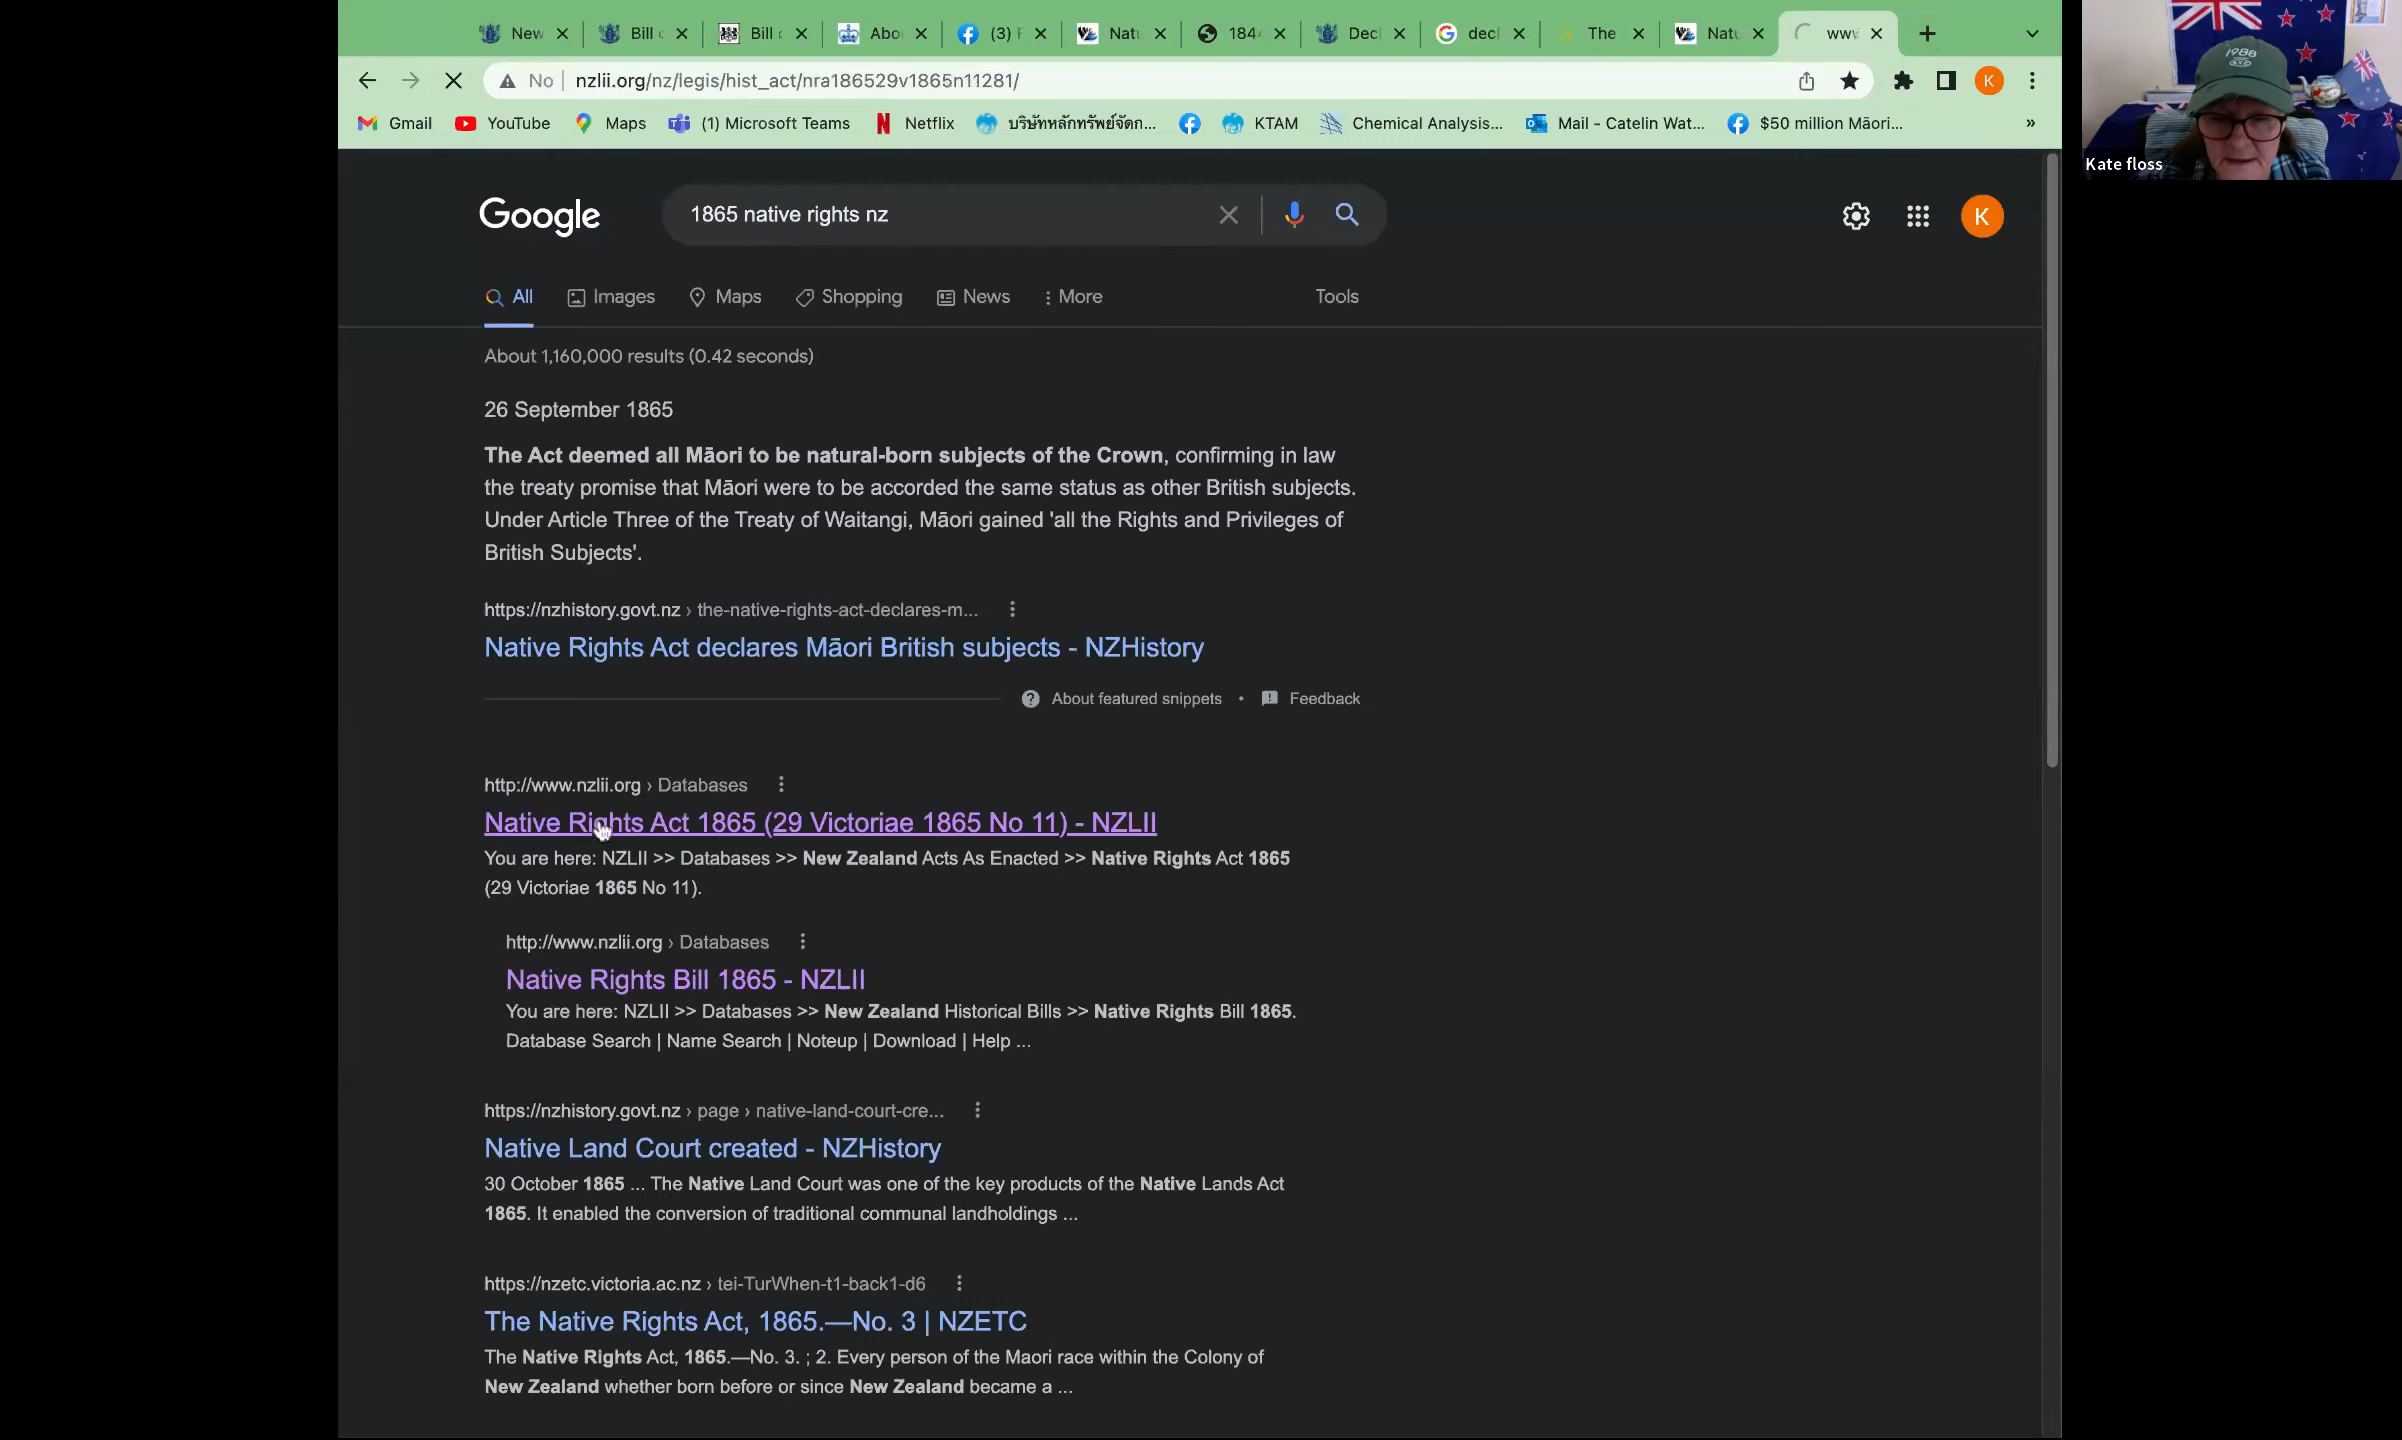 New
Bill
Bill
Abo
(3) F
Natu
184
Decl
decl
The
Natu
www
No nzlii.org/nz/legis/hist_act/nra186529v1865n11281/
K
Gmail YouTube Maps (1) Microsoft Teams Netflix บริษัทหลักทรัพย์จัดก... KTAM Chemical Analysis... Mail - Catelin Wat... $50 million Māori... »
1988
Kate floss
Google 1865 native rights nz
K
All Images Maps Shopping News More Tools
About 1,160,000 results (0.42 seconds)
26 September 1865
The Act deemed all Māori to be natural-born subjects of the Crown, confirming in law
the treaty promise that Māori were to be accorded the same status as other British subjects.
Under Article Three of the Treaty of Waitangi, Māori gained 'all the Rights and Privileges of
British Subjects'.
https://nzhistory.govt.nz › the-native-rights-act-declares-m...
Native Rights Act declares Māori British subjects - NZHistory
About featured snippets • Feedback
http://www.nzlii.org › Databases
Native Rights Act 1865 (29 Victoriae 1865 No 11) - NZLII
You are here: NZLII >> Databases >> New Zealand Acts As Enacted >> Native Rights Act 1865
(29 Victoriae 1865 No 11).
http://www.nzlii.org › Databases
Native Rights Bill 1865 - NZLII
You are here: NZLII >> Databases >> New Zealand Historical Bills >> Native Rights Bill 1865.
Database Search | Name Search | Noteup | Download | Help ...
https://nzhistory.govt.nz › page › native-land-court-cre...
Native Land Court created - NZHistory
30 October 1865 ... The Native Land Court was one of the key products of the Native Lands Act
1865. It enabled the conversion of traditional communal landholdings ...
https://nzetc.victoria.ac.nz › tei-TurWhen-t1-back1-d6
The Native Rights Act, 1865.—No. 3 | NZETC
The Native Rights Act, 1865.—No. 3. ; 2. Every person of the Maori race within the Colony of
New Zealand whether born before or since New Zealand became a ...